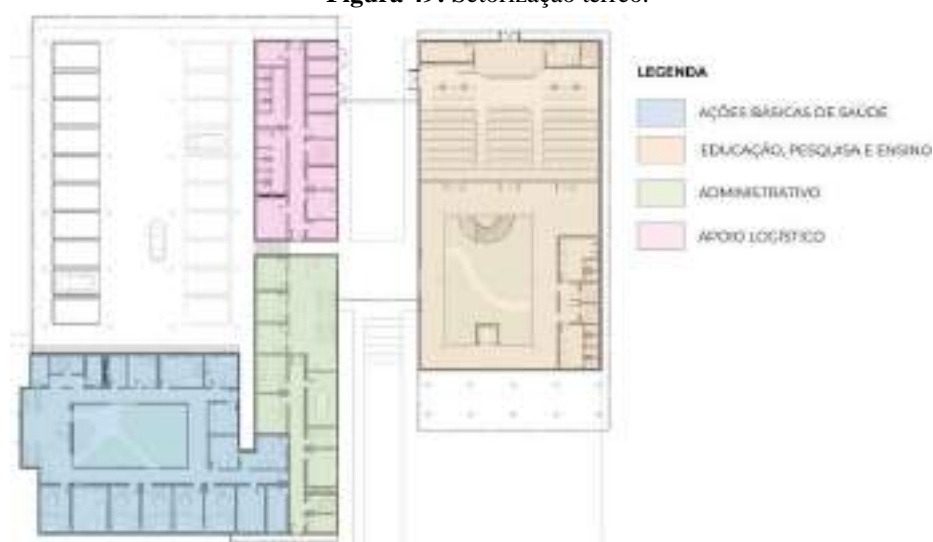 Figura 49: Setorização térreo.
LEGENDA
AÇÕES BÁSICAS DE SAÚDE
EDUCAÇÃO, PESQUISA E ENSINO
ADMINISTRATIVO
APOIO LOGÍSTICO